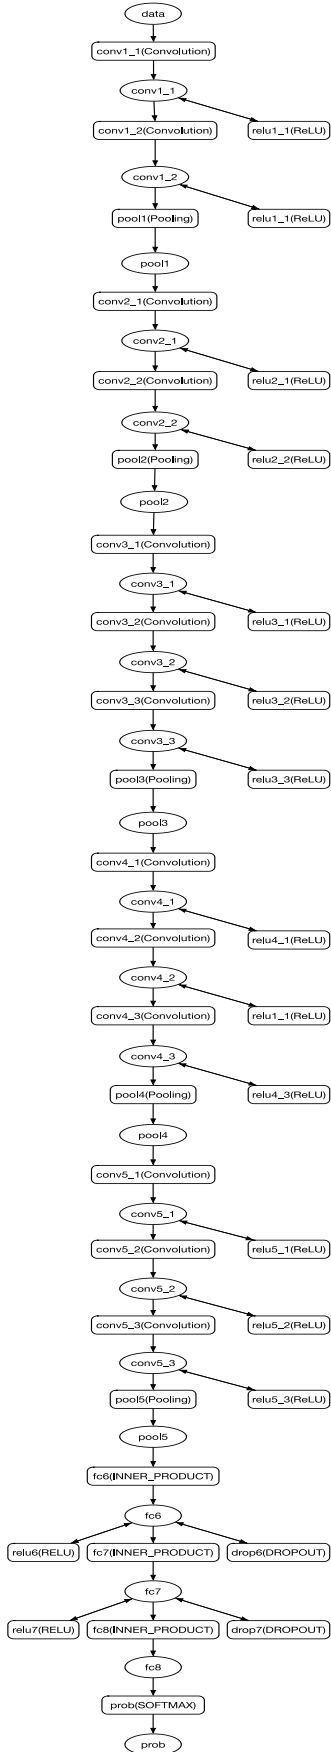 data
conv1_1(Convolution)
conv1_1
conv1_2(Convolution) relu1_1(ReLU)
conv1_2
pool1(Pooling) relu1_1(ReLU)
pool1
conv2_1(Convolution)
conv2_1
conv2_2(Convolution) relu2_1(ReLU)
conv2_2
pool2(Pooling) relu2_2(ReLU)
pool2
conv3_1(Convolution)
conv3_1
conv3_2(Convolution) relu3_1(ReLU)
conv3_2
conv3_3(Convolution) relu3_2(ReLU)
conv3_3
pool3(Pooling) relu3_3(ReLU)
pool3
conv4_1(Convolution)
conv4_1
conv4_2(Convolution) relu4_1(ReLU)
conv4_2
conv4_3(Convolution) relu1_1(ReLU)
conv4_3
pool4(Pooling) relu4_3(ReLU)
pool4
conv5_1(Convolution)
conv5_1
conv5_2(Convolution) relu5_1(ReLU)
conv5_2
conv5_3(Convolution) relu5_2(ReLU)
conv5_3
pool5(Pooling) relu5_3(ReLU)
pool5
fc6(INNER_PRODUCT)
fc6
relu6(RELU) fc7(INNER_PRODUCT) drop6(DROPOUT)
fc7
relu7(RELU) fc8(INNER_PRODUCT) drop7(DROPOUT)
fc8
prob(SOFTMAX)
prob